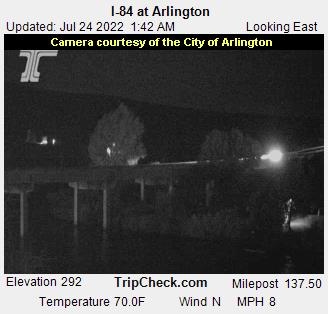 I-84 at Arlington
Updated: Jul 24 2022 1:42 AM Looking East
Camera courtesy of the City of Arlington
Elevation 292 TripCheck.com Milepost 137.50
Temperature 70.0F Wind N MPH 8